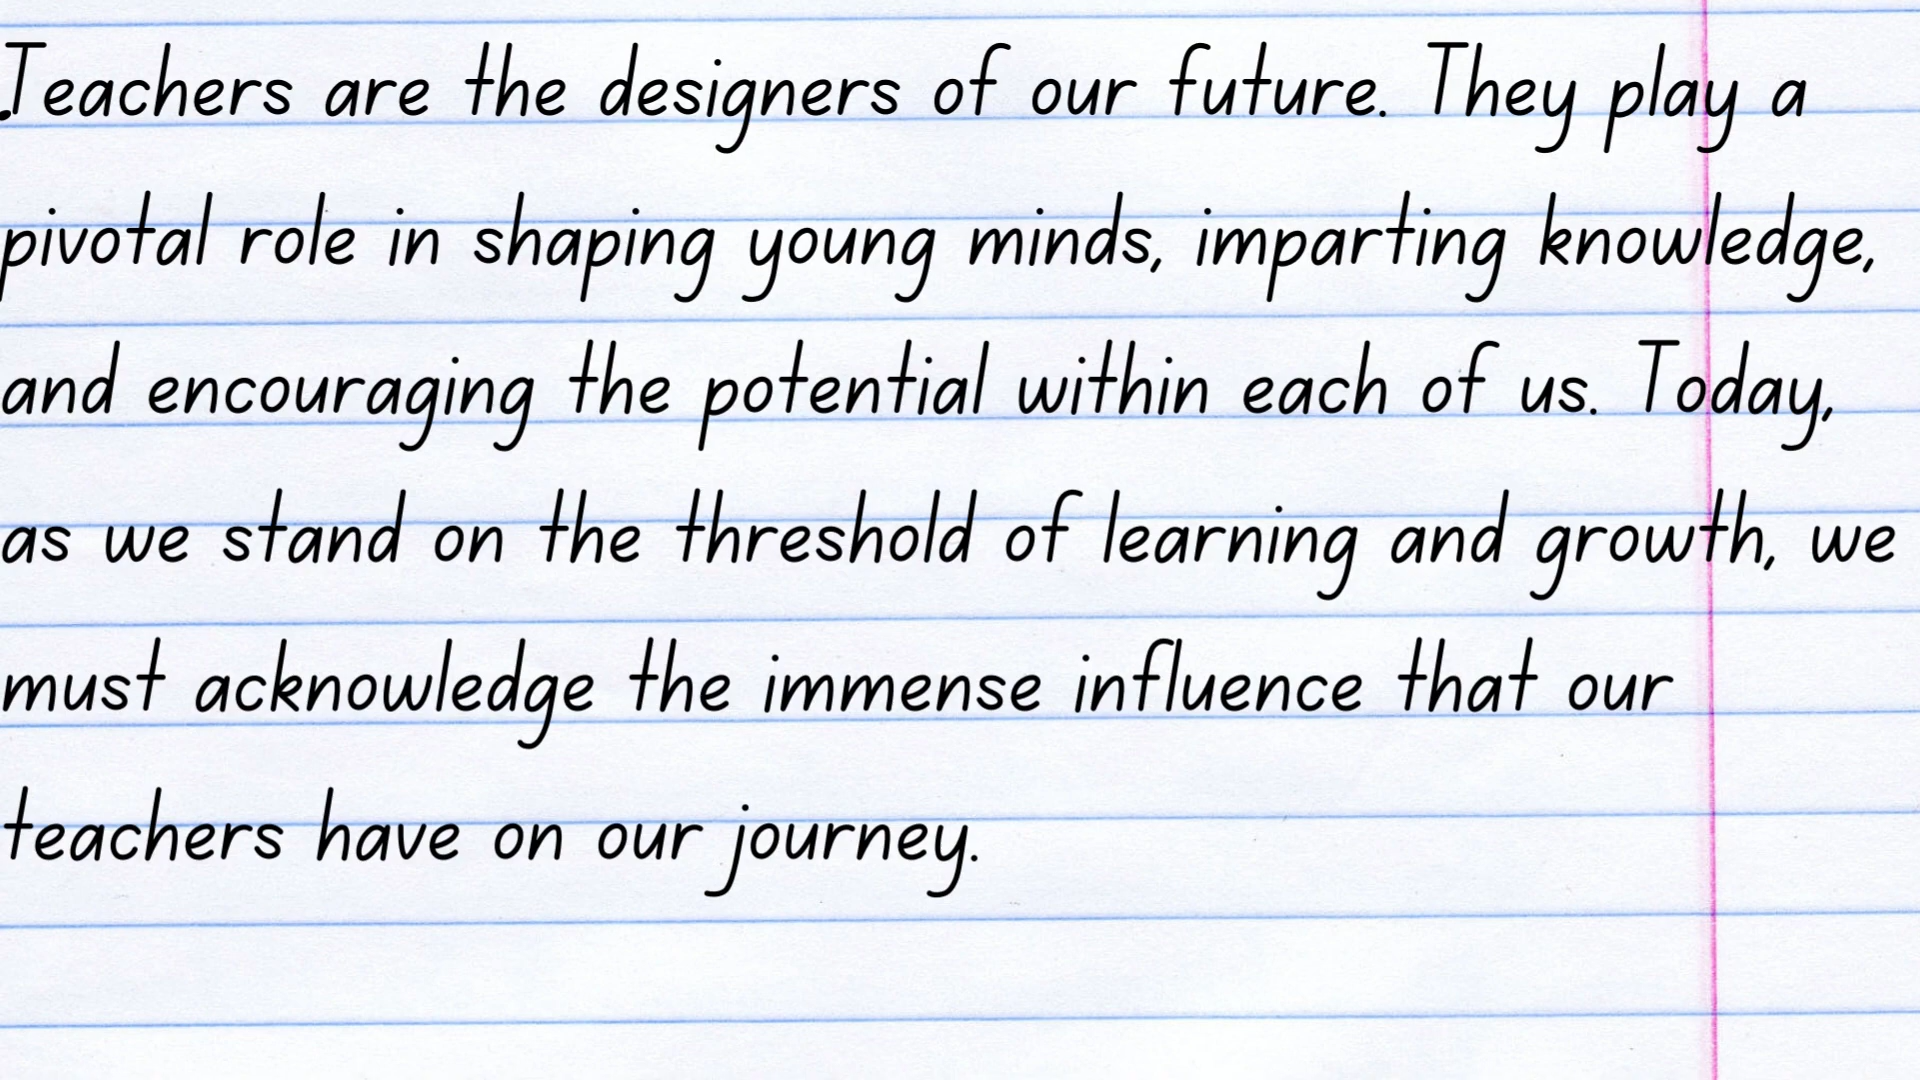 Teachers are the designers of our future. They play a
pivotal role in shaping young minds, imparting knowledge,
and encouraging the potential within each of us. Today,
as we stand on the threshold of learning and growth, we
must acknowledge the immense influence that our
teachers have on our journey.